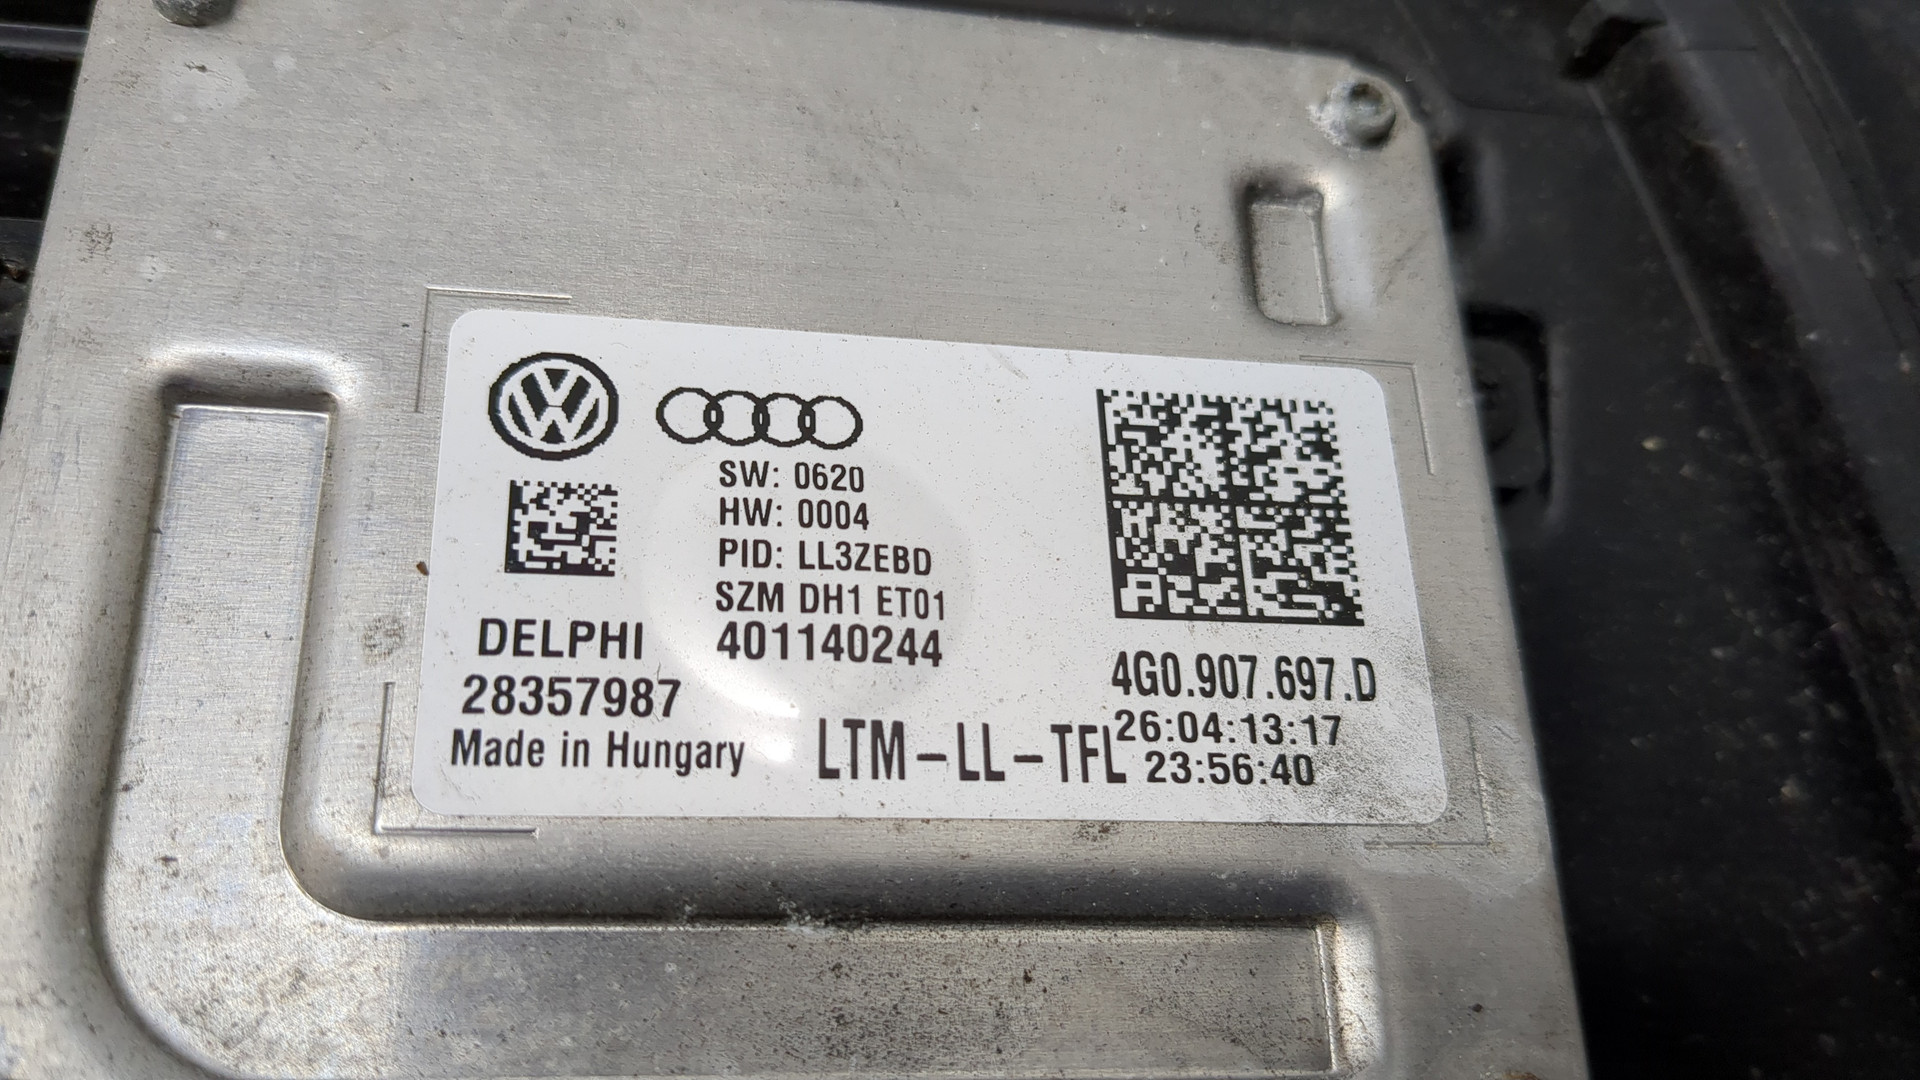 SW: 0620
HW: 0004
PID: LL3ZEBD
SZM DH1 ET01
DELPHI 401140244
28357987
Made in Hungary
LTM-LL-TFL
4G0.907.697.D
26:04:13:17
23:56:40